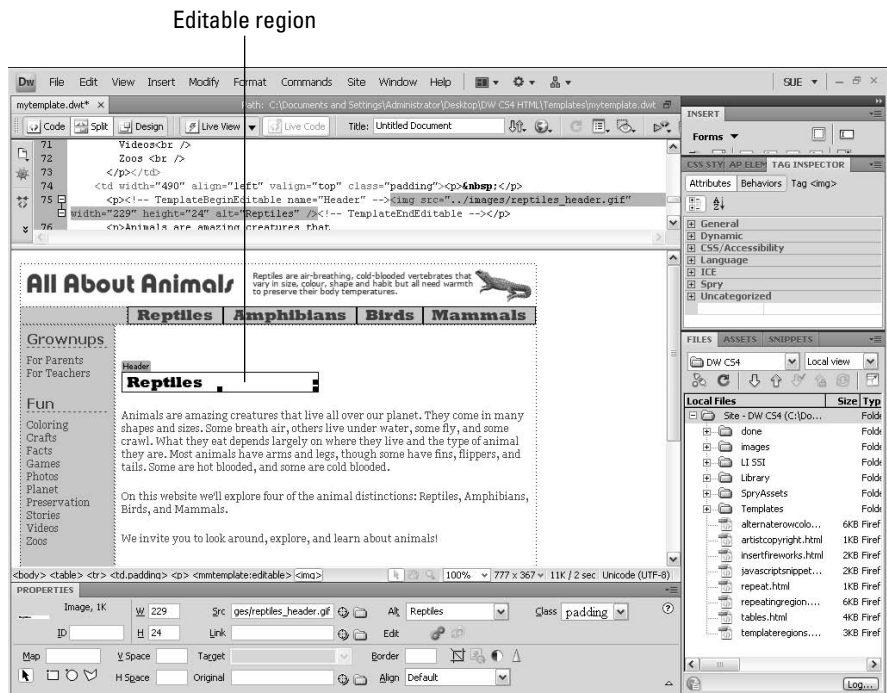 Editable region
Dw File Edit View Insert Modify Format Commands Site Window Help SUE
mytemplate.dwt* × Path: C:\Documents and Settings\Administrator\Desktop\DW CS4 HTML\Templates\mytemplate.dwt
Code Split Design Live View Live Code Title: Untitled Document
71 Videos<br />
72 Zoos <br />
73 </p></td>
74 <td width="490" align="left" valign="top" class="padding"><p>&nbsp;</p>
75 <p><!-- TemplateBeginEditable name="Header" --><img src="../images/reptiles_header.gif"
width="229" height="24" alt="Reptiles" /><!-- TemplateEndEditable --></p>
76 <p>Animals are amazing creatures that
All About Animals
Reptiles are air-breathing, cold-blooded vertebrates that
vary in size, colour, shape and habit but all need warmth
to preserve their body temperatures.
Reptiles Amphibians Birds Mammals
Grownups
For Parents
For Teachers
Fun
Coloring
Crafts
Facts
Games
Photos
Planet
Preservation
Stories
Videos
Zoos
Header
Reptiles
Animals are amazing creatures that live all over our planet. They come in many
shapes and sizes. Some breath air, others live under water, some fly, and some
crawl. What they eat depends largely on where they live and the type of animal
they are. Most animals have arms and legs, though some have fins, flippers, and
tails. Some are hot blooded, and some are cold blooded.
On this website we'll explore four of the animal distinctions: Reptiles, Amphibians,
Birds, and Mammals.
We invite you to look around, explore, and learn about animals!
<body> <table> <tr> <td.padding> <p> <mmtemplate:editable> <img> 100% 777 x 367 11K / 2 sec Unicode (UTF-8)
PROPERTIES
Image, 1K W 229 Src ges/reptiles_header.gif Alt Reptiles Class padding
ID H 24 Link Edit
Map V Space Target Border
H Space Original Align Default
INSERT
Forms
CSS STYL AP ELEM TAG INSPECTOR
Attributes Behaviors Tag <img>
General
Dynamic
CSS/Accessibility
Language
ICE
Spry
Uncategorized
FILES ASSETS SNIPPETS
DW CS4 Local view
Local Files Size Typ
Site - DW CS4 (C:\Do... Folde
done Folde
images Folde
LI SSI Folde
Library Folde
SpryAssets Folde
Templates Folde
alternaterowcolo... 6KB Firef
artistcopyright.html 1KB Firef
insertfireworks.html 2KB Firef
javascriptsnippet... 2KB Firef
repeat.html 1KB Firef
repeatingregion.... 6KB Firef
tables.html 4KB Firef
templateregions.... 3KB Firef
Log...